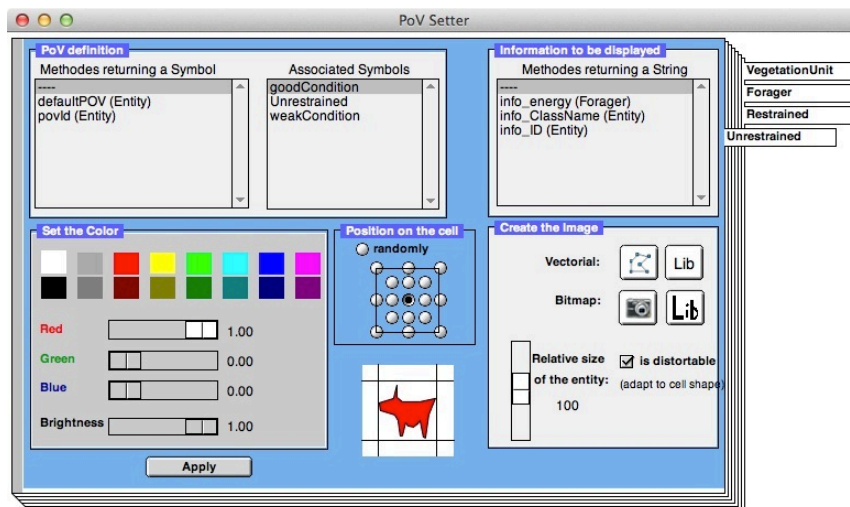 PoV Setter
PoV definition
Methodes returning a Symbol
----
defaultPOV (Entity)
povId (Entity)
Associated Symbols
goodCondition
Unrestrained
weakCondition
Information to be displayed
Methodes returning a String
----
info_energy (Forager)
info_ClassName (Entity)
info_ID (Entity)
VegetationUnit
Forager
Restrained
Unrestrained
Set the Color
Red
1.00
Green
0.00
Blue
0.00
Brightness
1.00
Apply
Position on the cell
randomly
Create the Image
Vectorial:
Lib
Bitmap:
Lib
Relative size
of the entity:
100
is distortable
(adapt to cell shape)